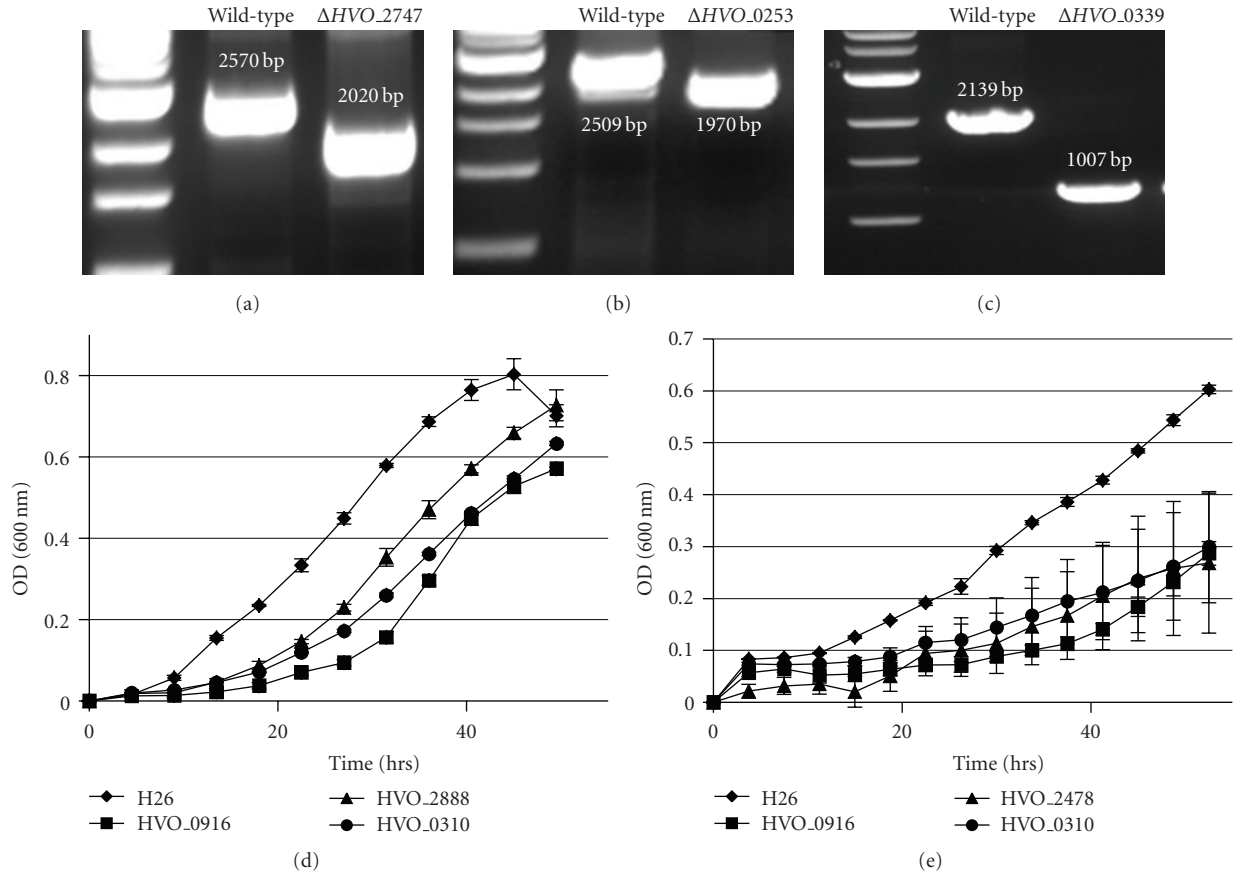 Wild-type ΔHVO_2747
2570 bp
2020 bp
(a)
Wild-type ΔHVO_0253
2509 bp
1970 bp
(b)
Wild-type ΔHVO_0339
2139 bp
1007 bp
(c)
OD (600 nm)
0.8
0.6
0.4
0.2
0
0 20 40
Time (hrs)
H26
HVO_2888
HVO_0916
HVO_0310
(d)
OD (600 nm)
0.7
0.6
0.5
0.4
0.3
0.2
0.1
0
0 20 40
Time (hrs)
H26
HVO_2478
HVO_0916
HVO_0310
(e)